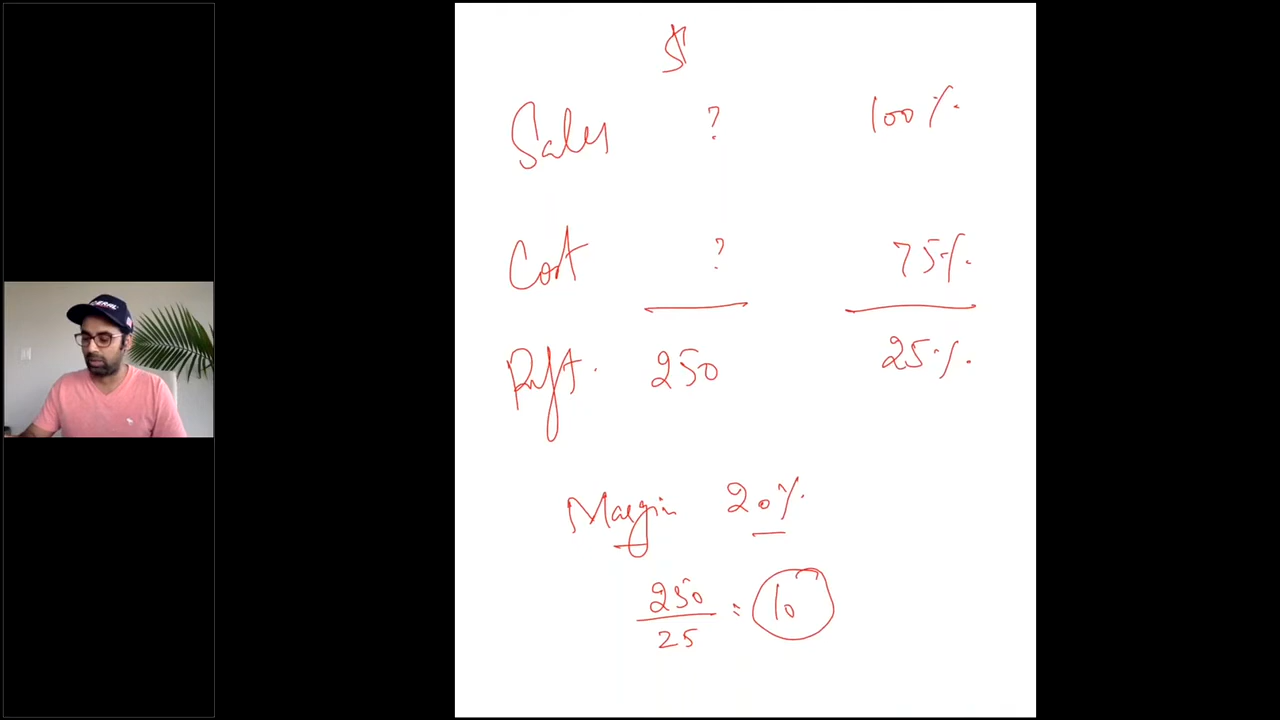 $
Sales ? 100%
Cost ? 75%
Profit. 250 25%
Margin 20%
250
25 = 10